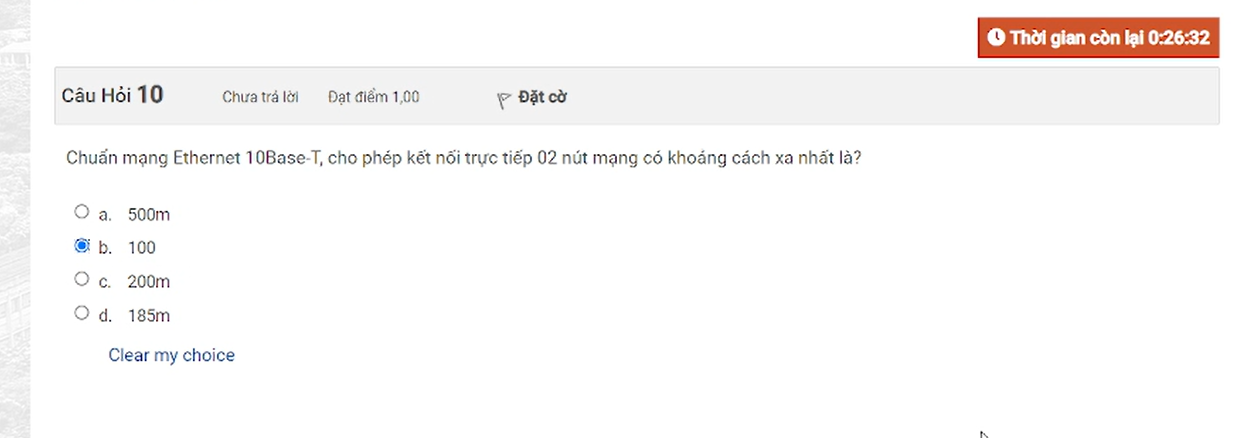 Thời gian còn lại 0:26:32
Câu Hỏi 10 Chưa trả lời Đạt điểm 1,00 Đặt cờ
Chuẩn mạng Ethernet 10Base-T, cho phép kết nối trực tiếp 02 nút mạng có khoảng cách xa nhất là?
a. 500m
b. 100
c. 200m
d. 185m
Clear my choice